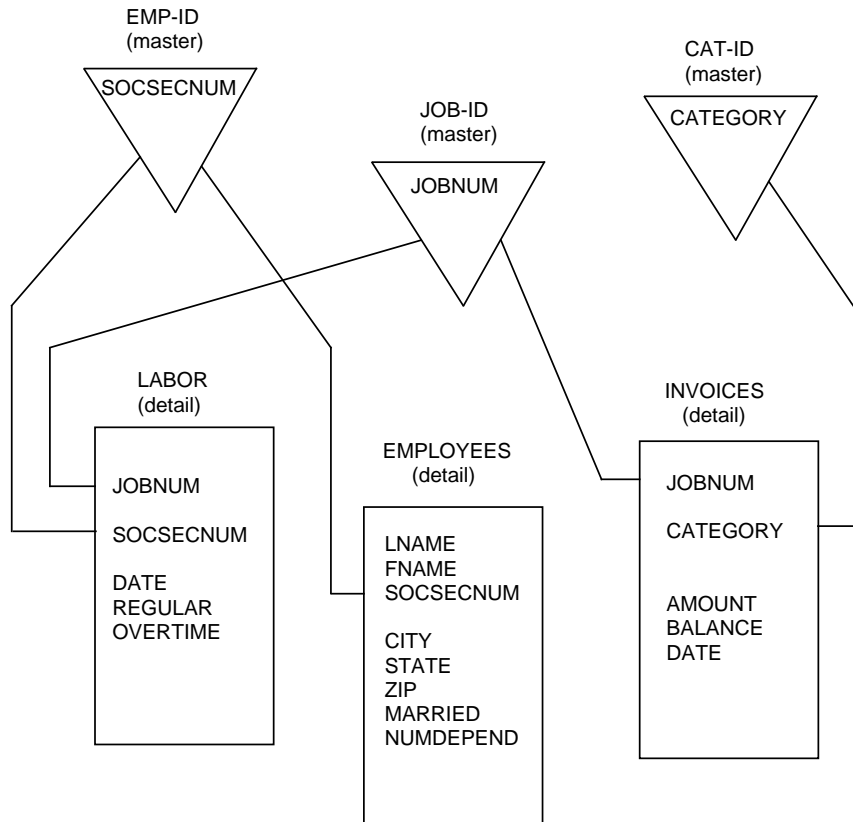 EMP-ID
(master)
SOCSECNUM
JOB-ID
(master)
JOBNUM
CAT-ID
(master)
CATEGORY
LABOR
(detail)
JOBNUM
SOCSECNUM
DATE
REGULAR
OVERTIME
EMPLOYEES
(detail)
LNAME
FNAME
SOCSECNUM
CITY
STATE
ZIP
MARRIED
NUMDEPEND
INVOICES
(detail)
JOBNUM
CATEGORY
AMOUNT
BALANCE
DATE